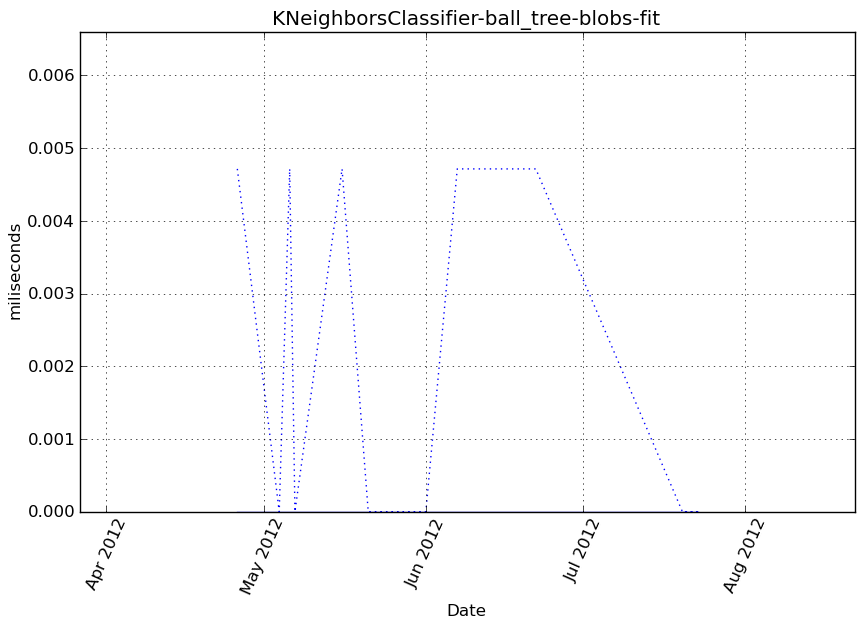 KNeighborsClassifier-ball_tree-blobs-fit
0.006
0.005
0.004
0.003
0.002
0.001
0.000
miliseconds
Apr 2012
May 2012
Jun 2012
Jul 2012
Aug 2012
Date